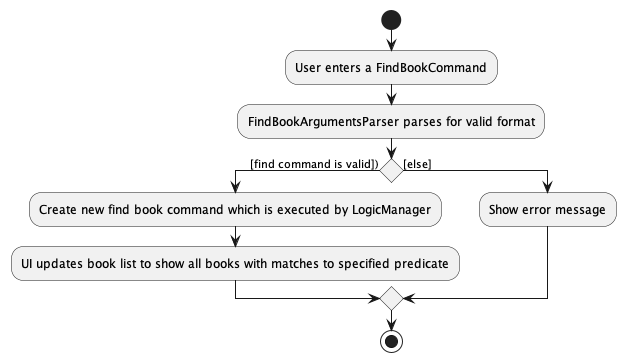 User enters a FindBookCommand
FindBookArgumentsParser parses for valid format
[find command is valid])
[else]
Create new find book command which is executed by LogicManager
Show error message
UI updates book list to show all books with matches to specified predicate